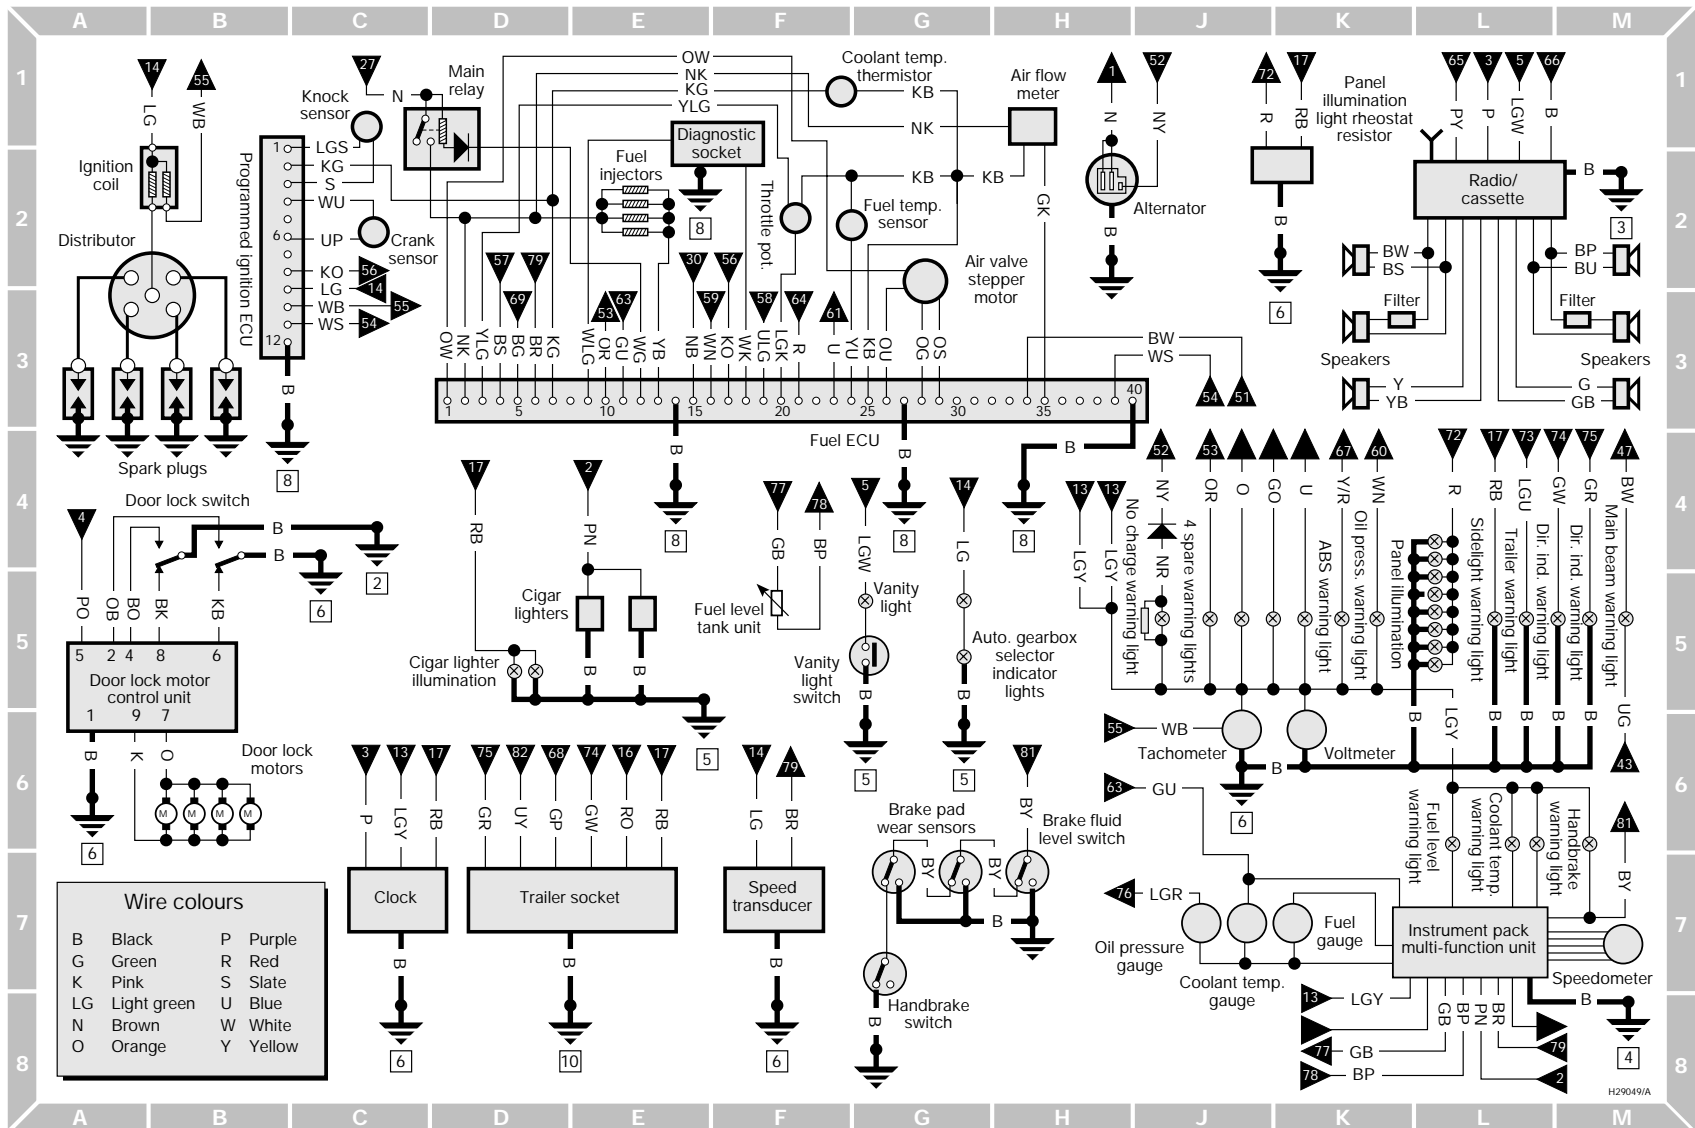 A B C D E F G H J K L M
1 1
2 2
3 3
4 4
5 5
6 6
7 7
8 8
14
LG
55
WB
Ignition
coil
Distributor
Spark plugs
Programmed ignition ECU
1
6
12
Knock
sensor
27
N
Main
relay
LGS
KG
S
WU
UP
Crank
sensor
KO 56
LG 14
WB 55
WS 54
B
8
OW
NK
KG
YLG
Diagnostic
socket
8
Fuel
injectors
Throttle pot.
Coolant temp.
thermistor
KB
NK
KB KB
Fuel temp.
sensor
Air valve
stepper
motor
Air flow
meter
GK
1
N
52
NY
Alternator
B
72
R
17
RB
B
6
Panel
illumination
light rheostat
resistor
65 3 5 66
PY P LGW B
Radio/
cassette
B
3
BW
BS
BP
BU
Filter
Filter
Speakers
Speakers
Y
YB
G
GB
57 79 69 53 63 30 59 56 58 64 61
OW NK YLG BS BG BR KG WLG OR GU WG YB NB WN KO WK ULG LGK R U YU KB OU OG OS
BW
WS
54 51
1 5 10 15 20 25 30 35 40
Fuel ECU
B
8
B
8
B
8
Door lock switch
4
B
2
B
6
PO OB BO BK KB
5 2 4 8 6
Door lock motor
control unit
1 9 7
B K O
6
Door lock
motors
M M M M
17
RB
2
PN
Cigar
lighters
Cigar lighter
illumination
B B
5
77
GB
78
BP
Fuel level
tank unit
5
LGW
Vanity
light
Vanity
light
switch
B
5
14
LG
Auto. gearbox
selector
indicator
lights
B
5
13 13
LGY LGY
52 53 67 60 72 17 73 74 75 47
NY OR O GO U Y/R WN R RB LGU GW GR BW
NR
No charge warning light
4 spare warning lights
ABS warning light
Oil press. warning light
Panel illumination
Sidelight warning light
Trailer warning light
Dir. ind. warning light
Dir. ind. warning light
Main beam warning light
B LGY B B B B UG
43
55 WB
Tachometer
Voltmeter
B
6
63 GU
3 13 17
P LGY RB
Clock
B
6
75 82 68 74 16 17
GR UY GP GW RO RB
Trailer socket
B
10
14 79
LG BR
Speed
transducer
B
6
Brake pad
wear sensors
BY BY
81
BY
Brake fluid
level switch
B
Handbrake
switch
B
Fuel level
warning light
Coolant temp.
warning light
Handbrake
warning light
81
BY
76 LGR
Oil pressure
gauge
Coolant temp.
gauge
Fuel
gauge
Instrument pack
multi-function unit
Speedometer
13 LGY
77 GB
78 BP
GB BP PN BR
79
2
B
4
Wire colours
B Black
G Green
K Pink
LG Light green
N Brown
O Orange
P Purple
R Red
S Slate
U Blue
W White
Y Yellow
H29049/A
A B C D E F G H J K L M